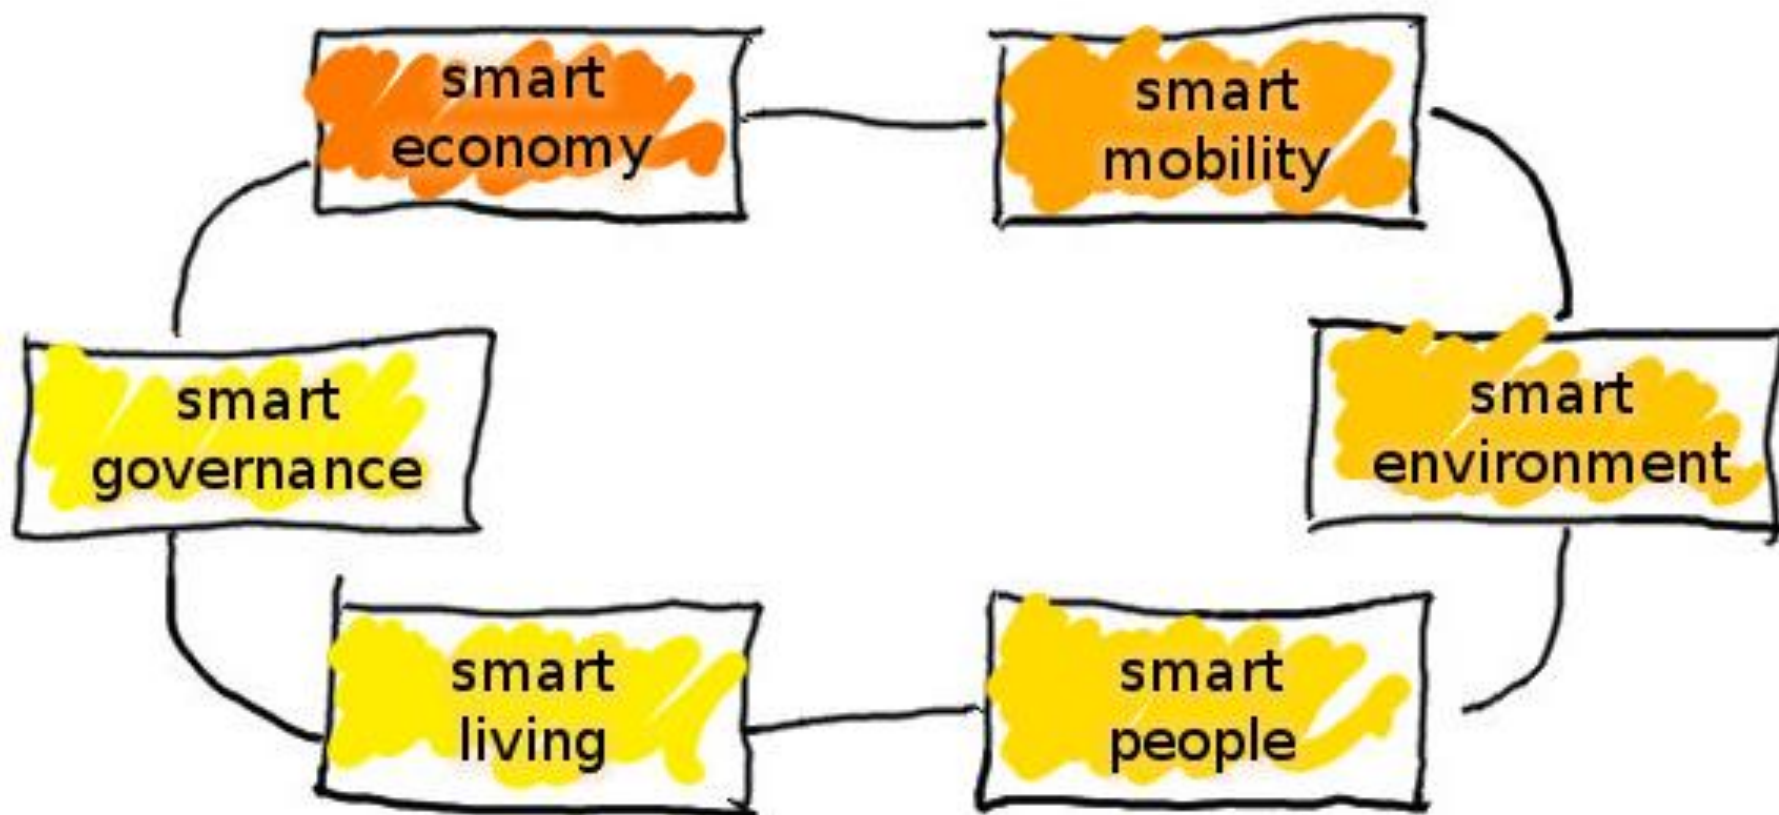 smart
economy
smart
mobility
smart
governance
smart
environment
smart
living
smart
people